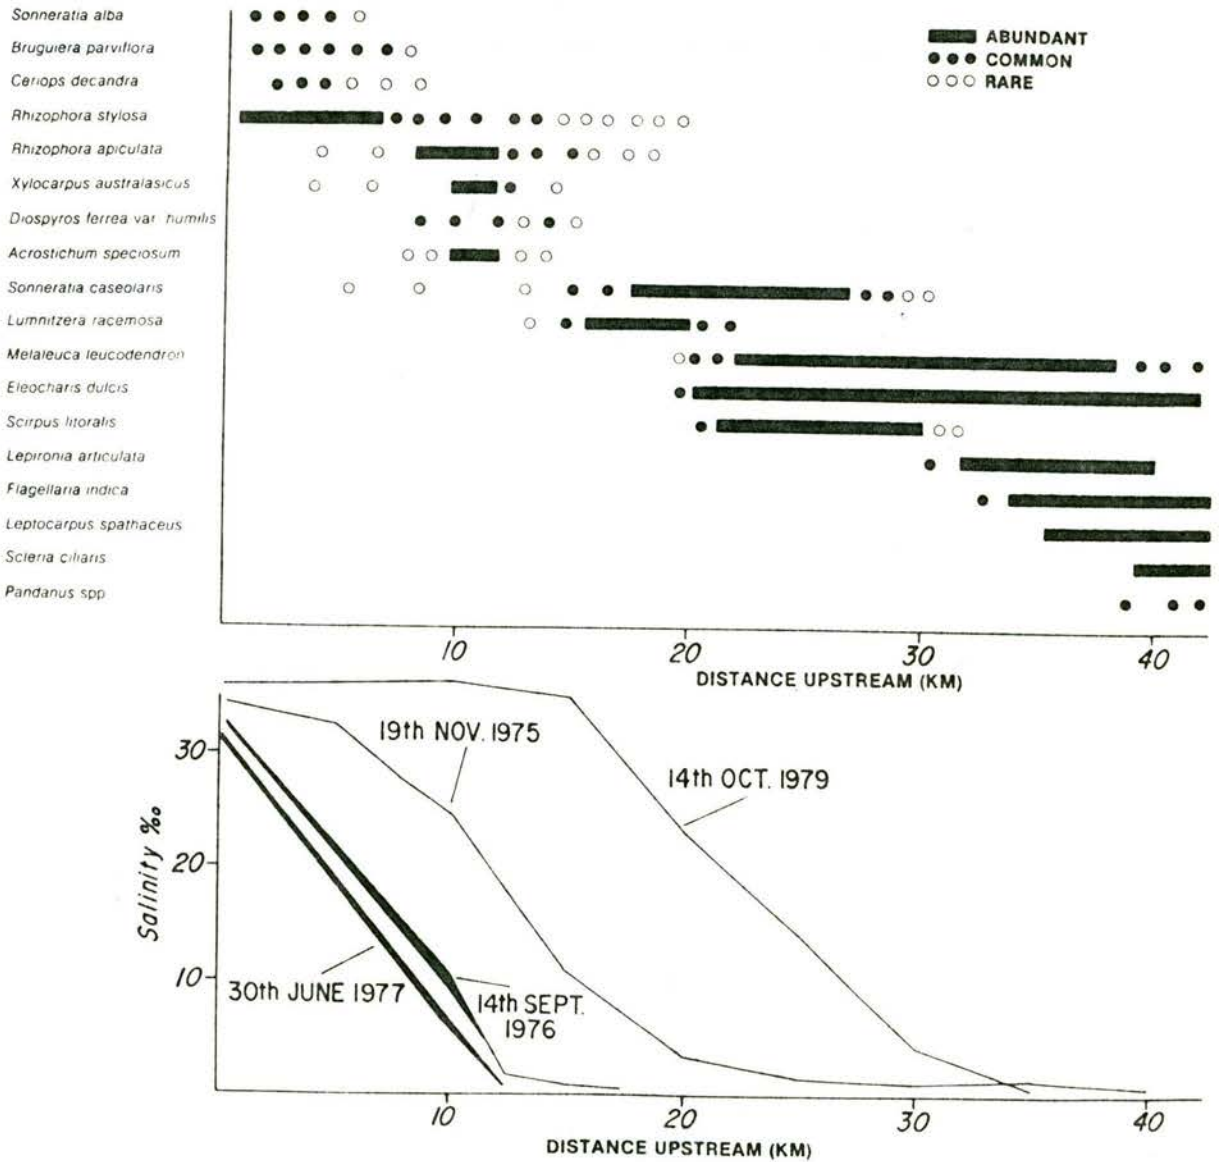 Sonneratia alba
Bruguiera parviflora
Ceriops decandra
Rhizophora stylosa
Rhizophora apiculata
Xylocarpus australasicus
Diospyros ferrea var. humilis
Acrostichum speciosum
Sonneratia caseolaris
Lumnitzera racemosa
Melaleuca leucodendron
Eleocharis dulcis
Scirpus litoralis
Lepironia articulata
Flagellaria indica
Leptocarpus spathaceus
Scleria ciliaris
Pandanus spp
ABUNDANT
COMMON
RARE
10 20 30 40
DISTANCE UPSTREAM (KM)
Salinity ‰
30
20
10
19th NOV. 1975
14th OCT. 1979
30th JUNE 1977
14th SEPT.
1976
10 20 30 40
DISTANCE UPSTREAM (KM)